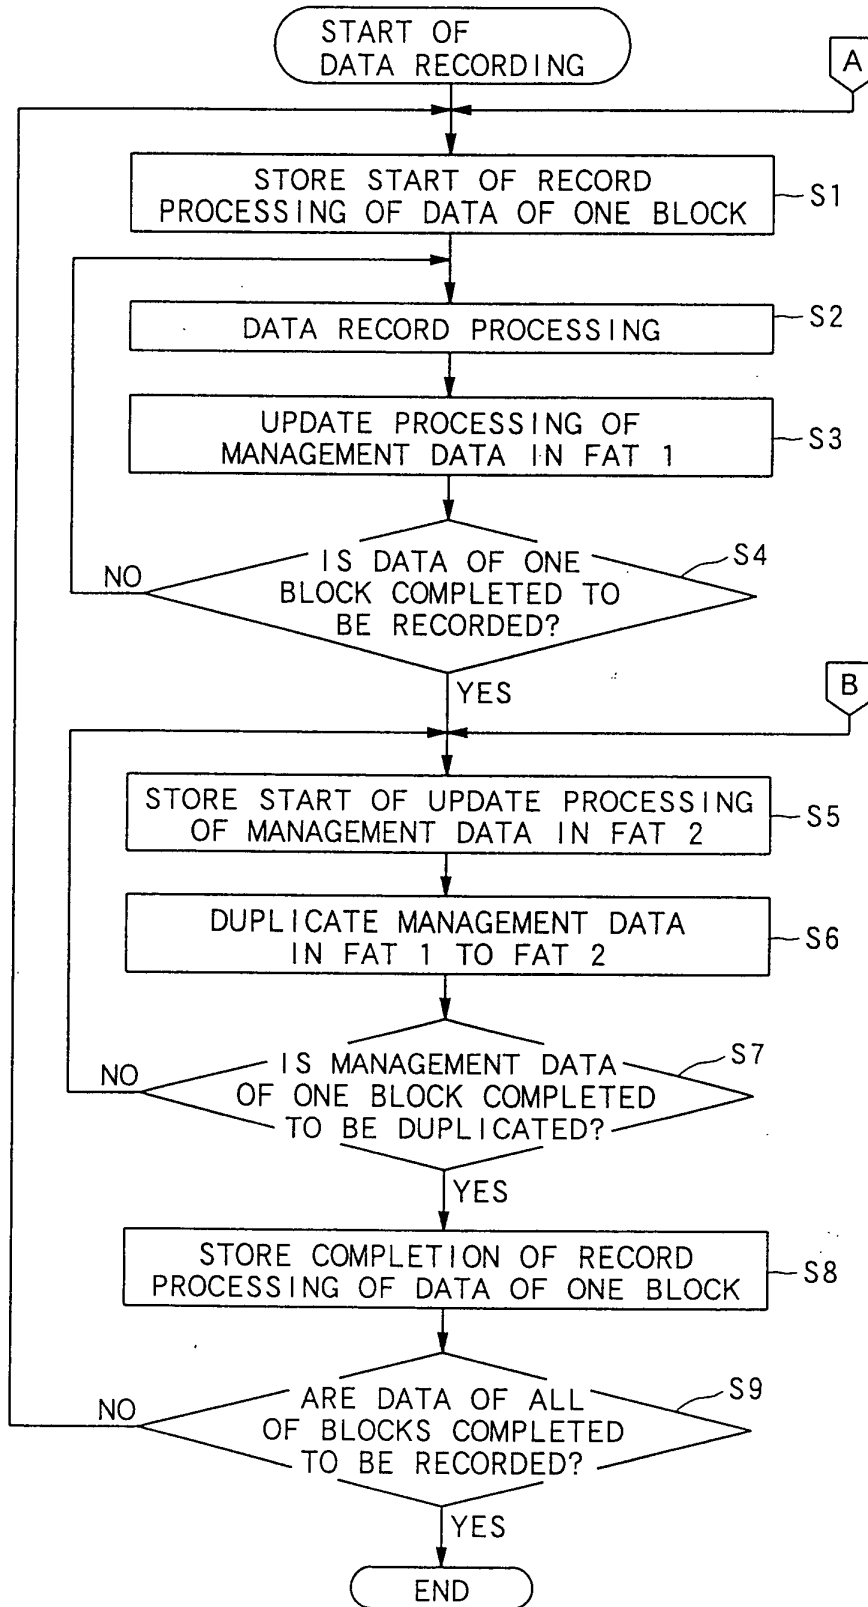 START OF
DATA RECORDING
A
STORE START OF RECORD
PROCESSING OF DATA OF ONE BLOCK
S1
DATA RECORD PROCESSING
S2
UPDATE PROCESSING OF
MANAGEMENT DATA IN FAT 1
S3
IS DATA OF ONE
BLOCK COMPLETED TO
BE RECORDED?
S4
NO
YES
B
STORE START OF UPDATE PROCESSING
OF MANAGEMENT DATA IN FAT 2
S5
DUPLICATE MANAGEMENT DATA
IN FAT 1 TO FAT 2
S6
IS MANAGEMENT DATA
OF ONE BLOCK COMPLETED
TO BE DUPLICATED?
S7
NO
YES
STORE COMPLETION OF RECORD
PROCESSING OF DATA OF ONE BLOCK
S8
ARE DATA OF ALL
OF BLOCKS COMPLETED
TO BE RECORDED?
S9
NO
YES
END